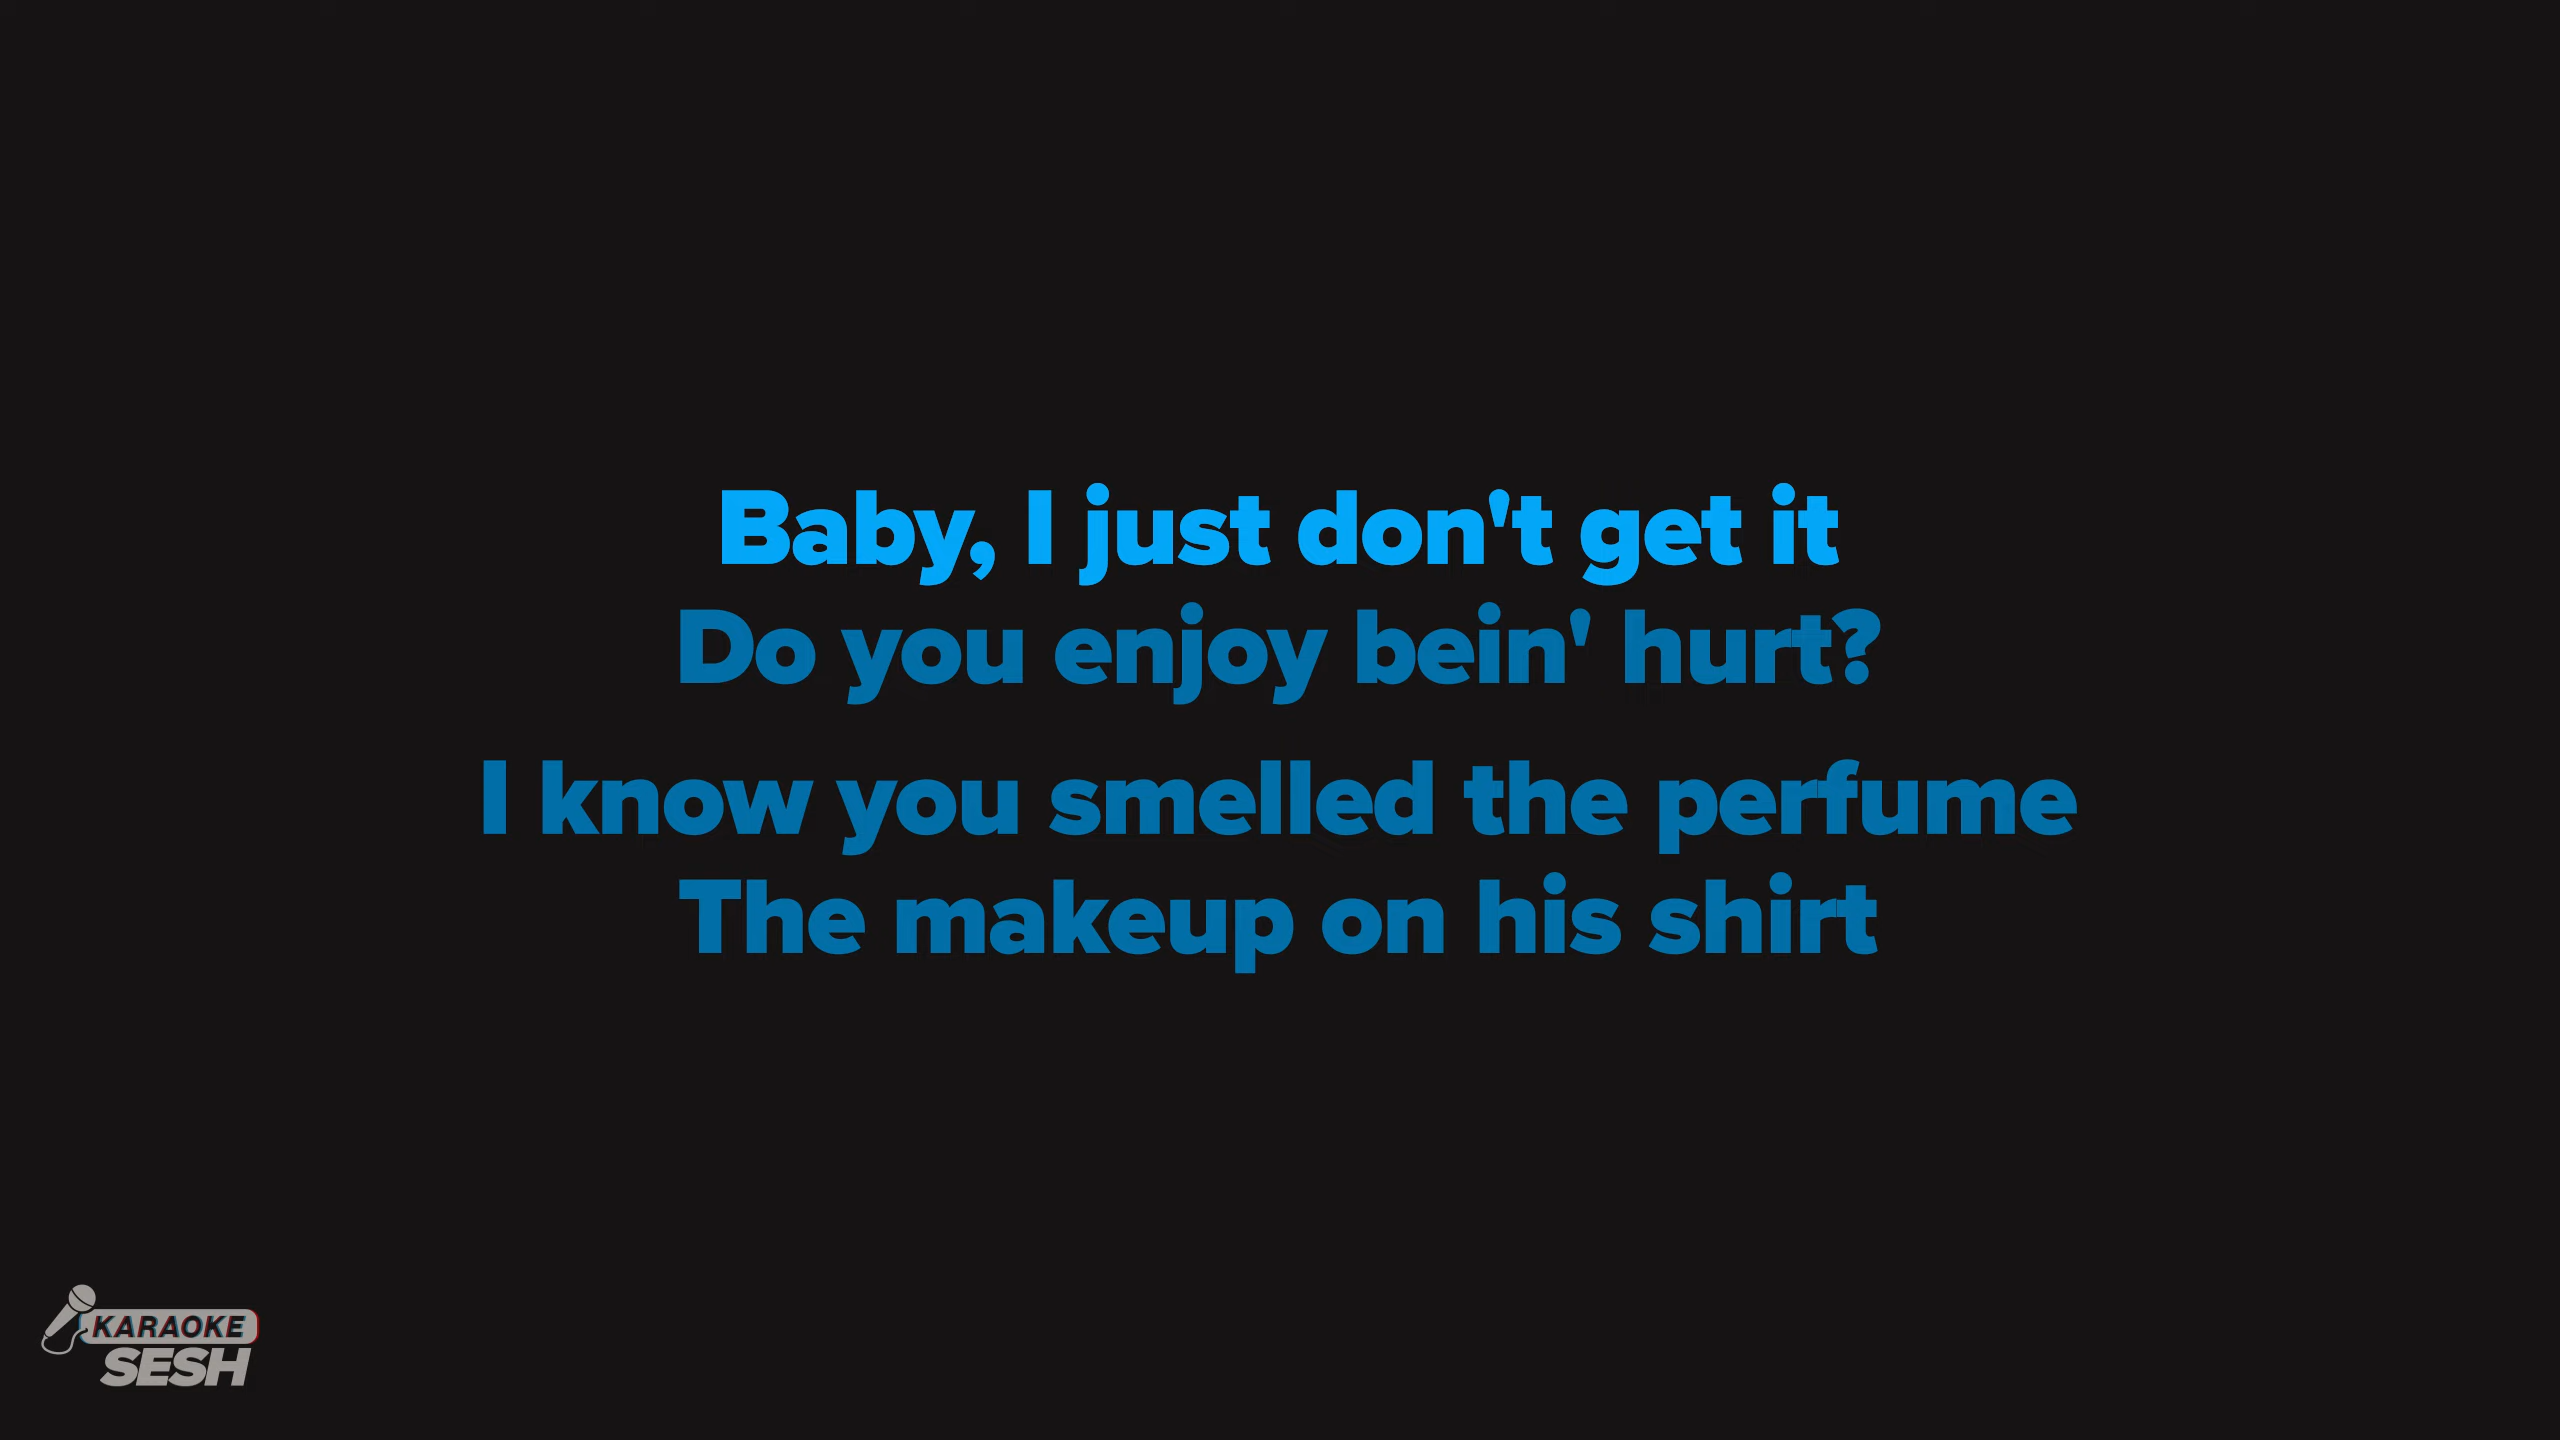 Baby, I just don't get it
Do you enjoy bein' hurt?
I know you smelled the perfume
The makeup on his shirt
KARAOKE
SESH